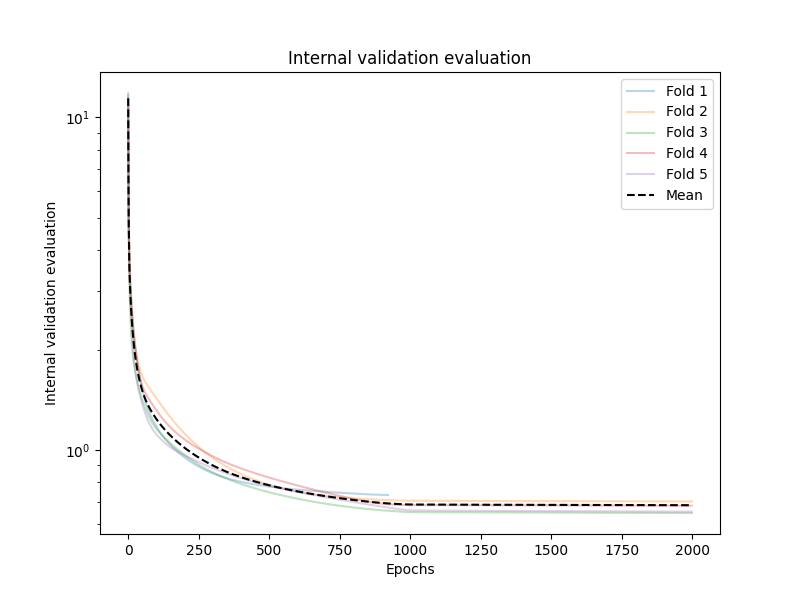 Internal validation evaluation
Internal validation evaluation
10¹
10⁰
Fold 1
Fold 2
Fold 3
Fold 4
Fold 5
Mean
0 250 500 750 1000 1250 1500 1750 2000
Epochs